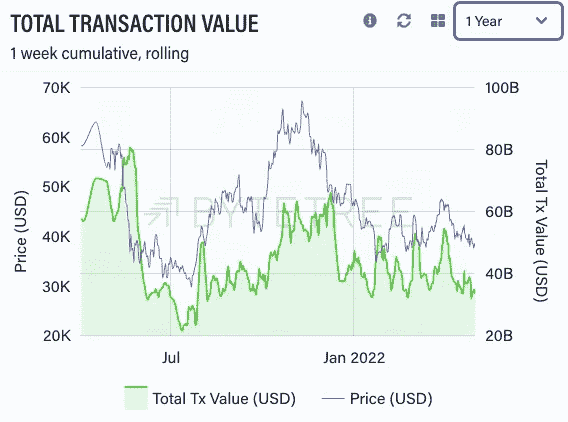 TOTAL TRANSACTION VALUE
1 Year
1 week cumulative, rolling
70K
100B
60K
80B
50K
60B
BYTETREE
40K
40B
30K
20K
20B
Price (USD)
Total Tx Value (USD)
Jul
Jan 2022
Total Tx Value (USD)
Price (USD)